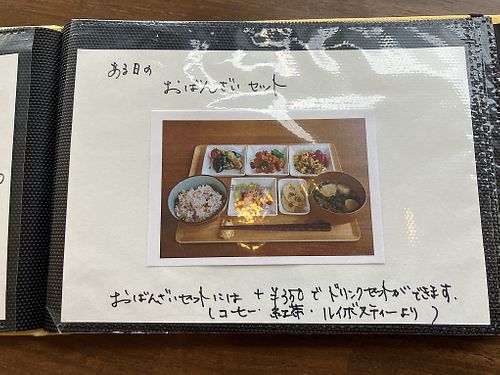 ある日の
おばんざいセット
おばんざいセットには + ¥350で ドリンクセットができます.
(コーヒー・紅茶・ルイボスティーより)